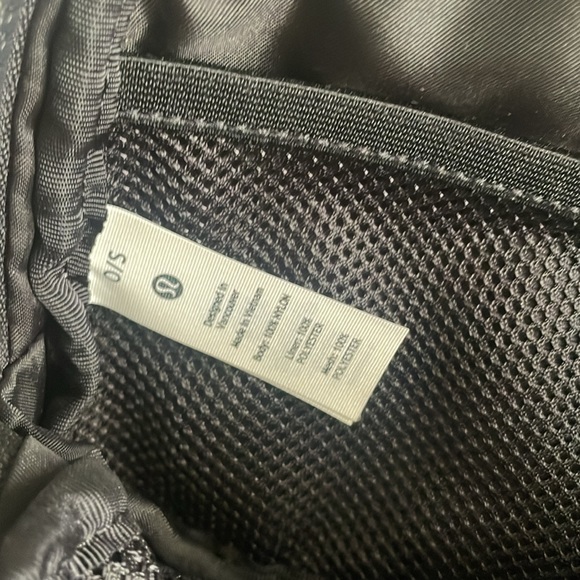 O/S
Designed in
Vancouver
Made in Vietnam
Body: 100% NYLON
Liner: 100%
POLYESTER
Mesh: 100%
POLYESTER